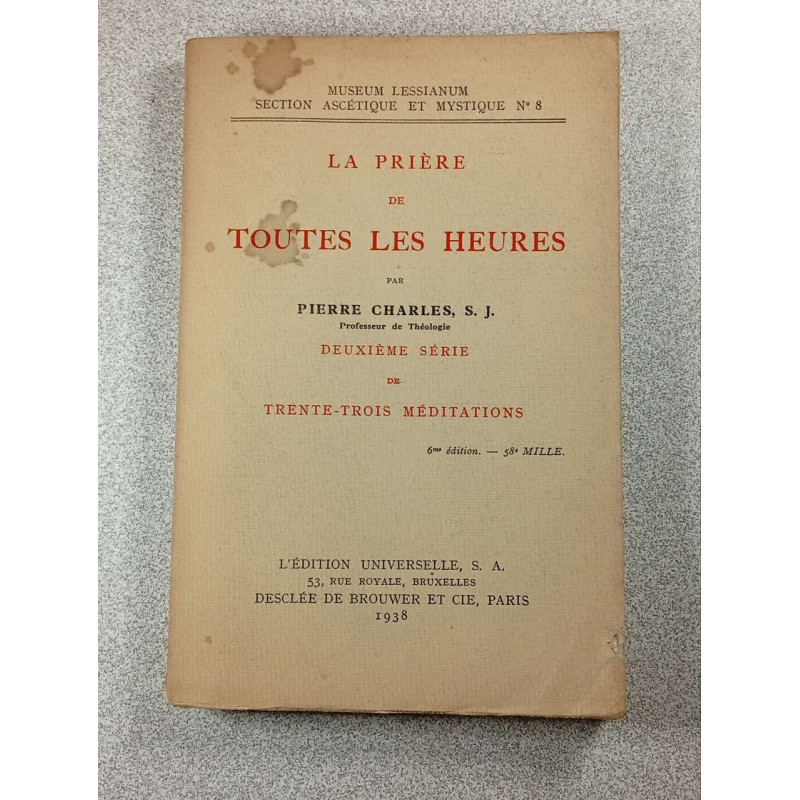 MUSEUM LESSIANUM
SECTION ASCÉTIQUE ET MYSTIQUE Nº 8
LA PRIÈRE
DE
TOUTES LES HEURES
PAR
PIERRE CHARLES, S. J.
Professeur de Théologie
DEUXIÈME SÉRIE
DE
TRENTE-TROIS MÉDITATIONS
6me édition. — 58e MILLE.
L'ÉDITION UNIVERSELLE, S. A.
53, RUE ROYALE, BRUXELLES
DESCLÉE DE BROUWER ET CIE, PARIS
1938